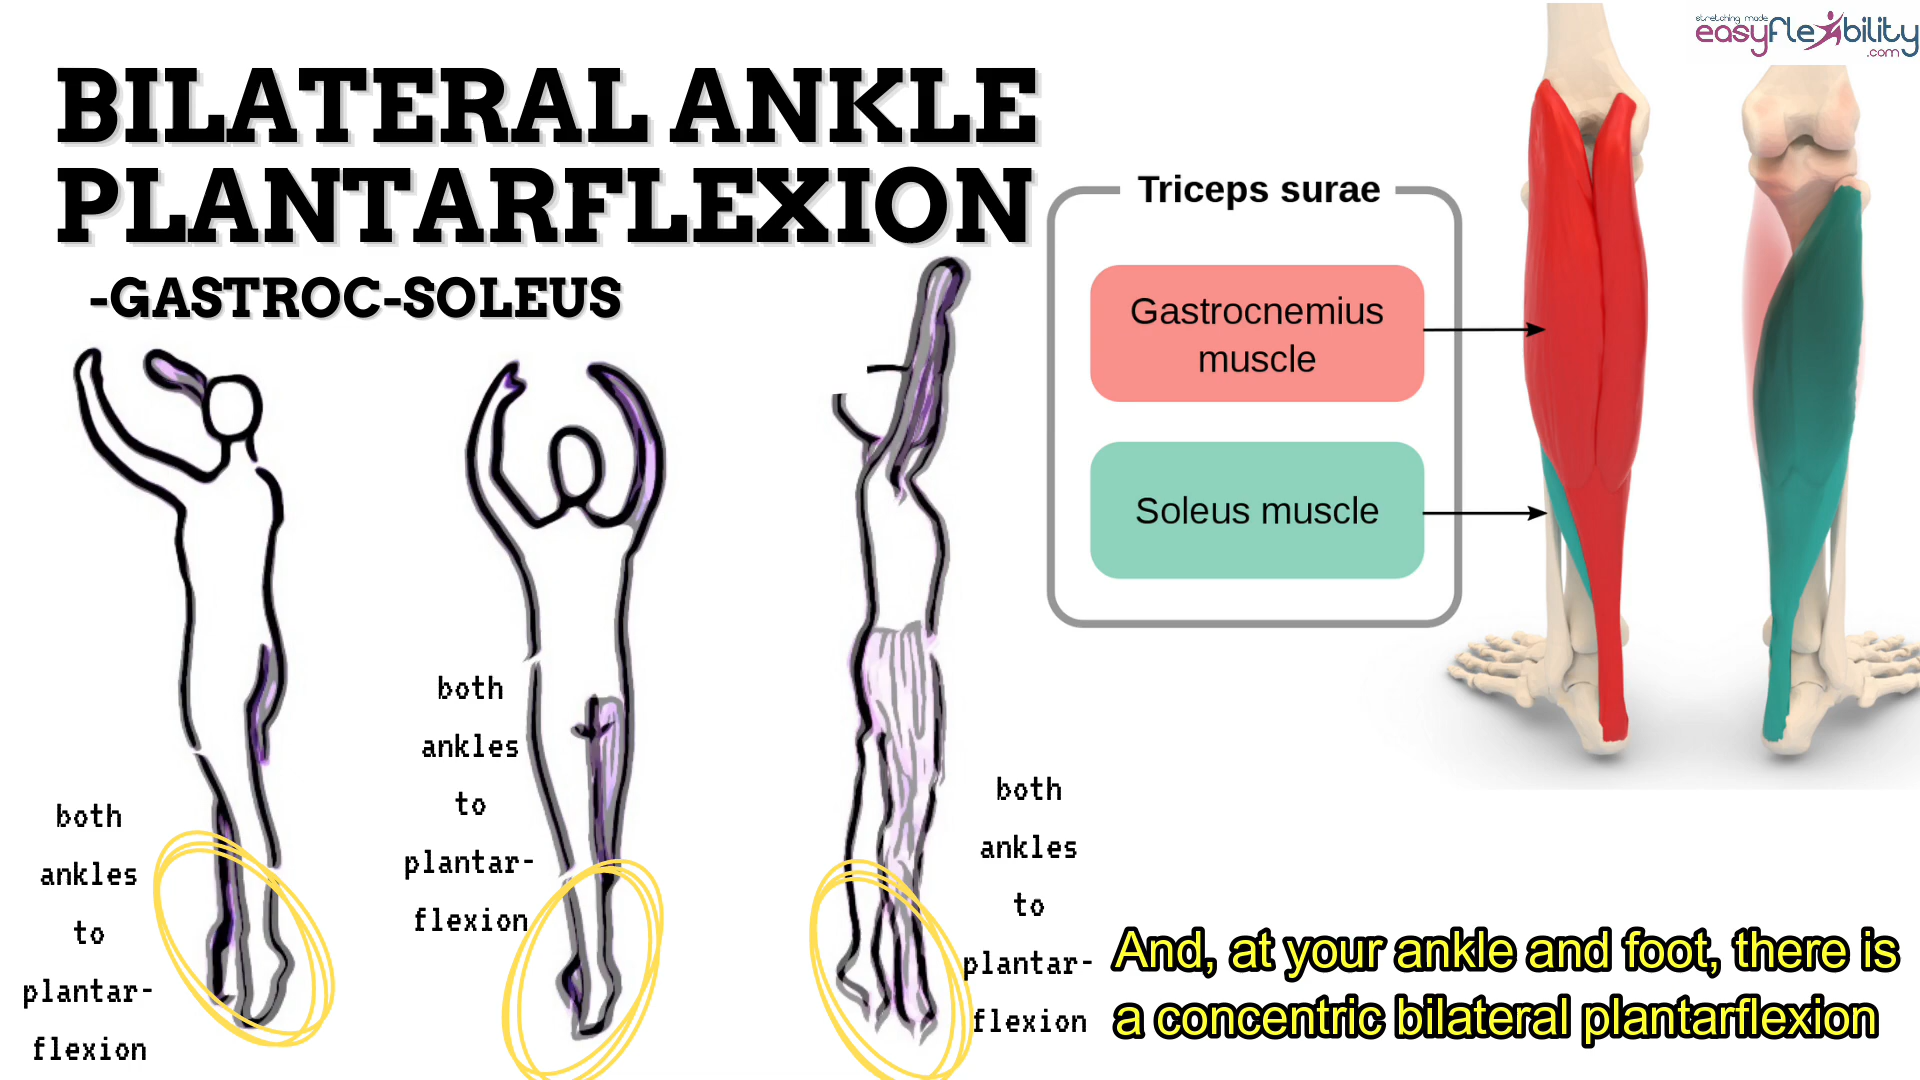 stretching made
easyflexibility
.com
BILATERAL ANKLE
PLANTARFLEXION
-GASTROC-SOLEUS
Triceps surae
Gastrocnemius
muscle
Soleus muscle
both
ankles
to
plantar-
flexion
both
ankles
to
plantar-
flexion
both
ankles
to
plantar-
flexion
And, at your ankle and foot, there is
a concentric bilateral plantarflexion